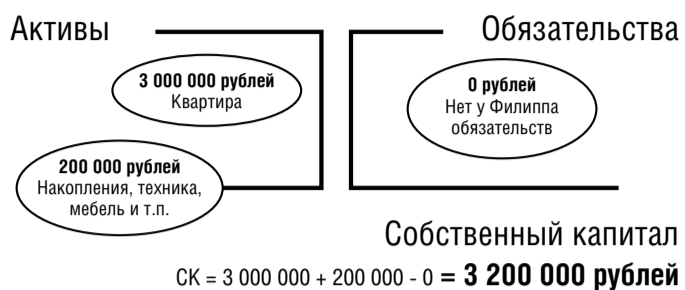 Активы
Обязательства
3 000 000 рублей
Квартира
0 рублей
Нет у Филиппа
обязательств
200 000 рублей
Накопления, техника,
мебель и т.п.
Собственный капитал
СК = 3 000 000 + 200 000 - 0 = 3 200 000 рублей